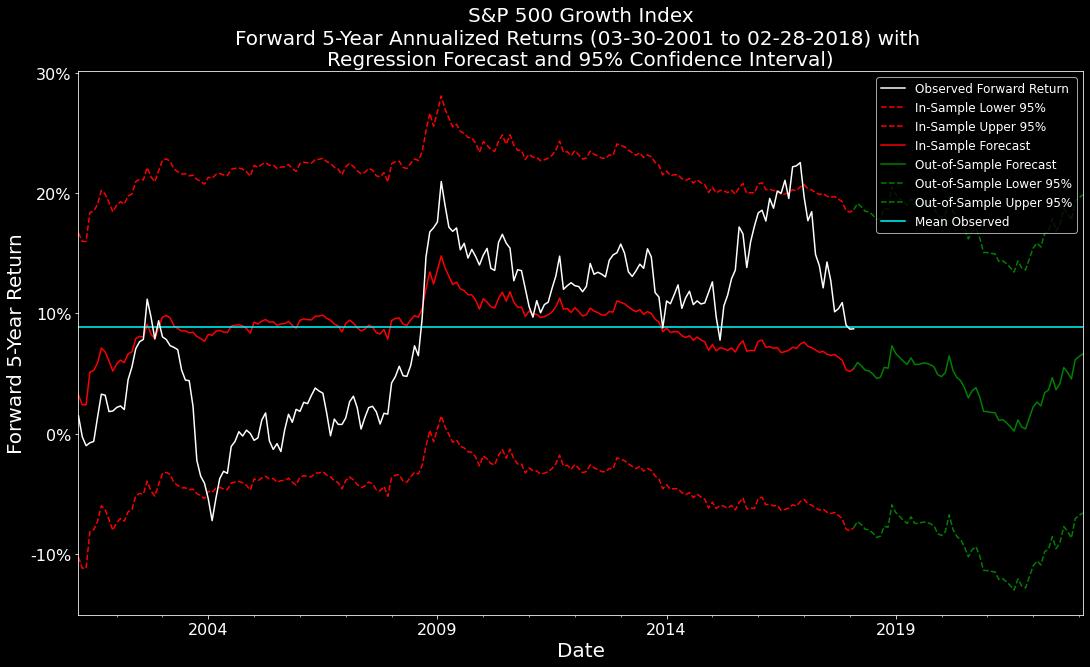 S&P 500 Growth Index
Forward 5-Year Annualized Returns (03-30-2001 to 02-28-2018) with
Regression Forecast and 95% Confidence Interval)
30%
20%
10%
0%
-10%
Forward 5-Year Return
Observed Forward Return
In-Sample Lower 95%
In-Sample Upper 95%
In-Sample Forecast
Out-of-Sample Forecast
Out-of-Sample Lower 95%
Out-of-Sample Upper 95%
Mean Observed
2004
2009
2014
2019
Date